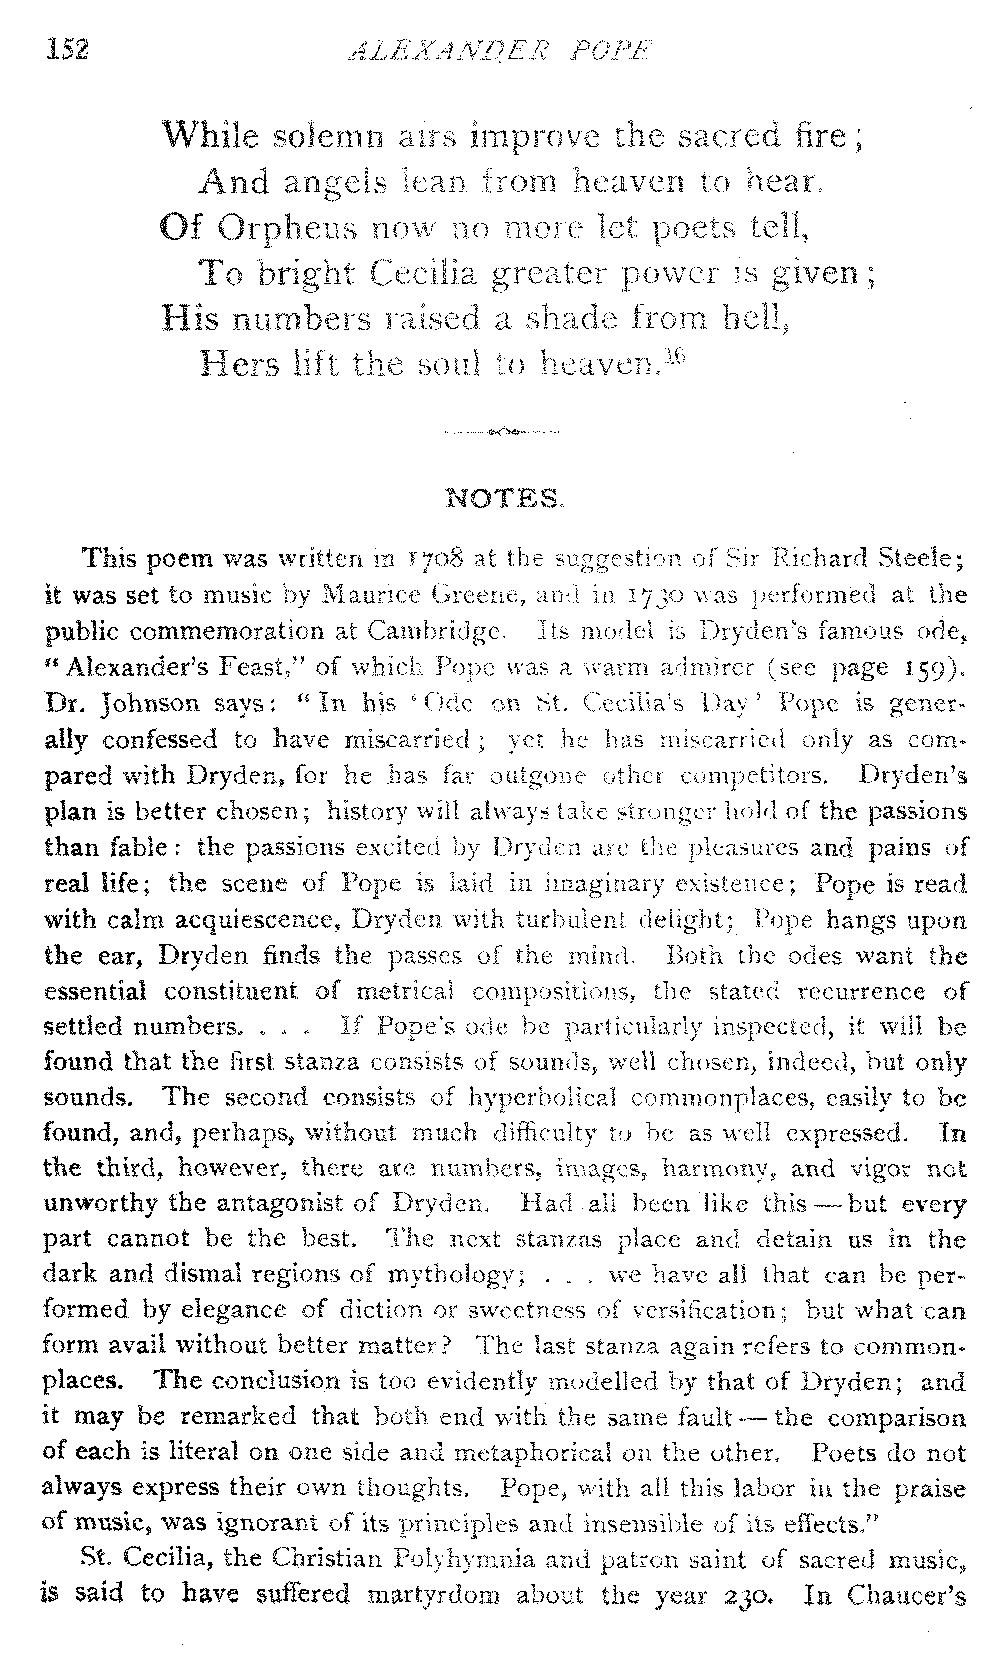 152 ALEXANDER POPE
While solemn airs improve the sacred fire;
And angels lean from heaven to hear.
Of Orpheus now no more let poets tell,
To bright Cecilia greater power is given;
His numbers raised a shade from hell,
Hers lift the soul to heaven.16
NOTES.
This poem was written in 1708 at the suggestion of Sir Richard Steele;
it was set to music by Maurice Greene, and in 1730 was performed at the
public commemoration at Cambridge. Its model is Dryden's famous ode,
“Alexander's Feast,” of which Pope was a warm admirer (see page 159).
Dr. Johnson says: “In his ‘Ode on St. Cecilia's Day’ Pope is gener-
ally confessed to have miscarried; yet he has miscarried only as com-
pared with Dryden, for he has far outgone other competitors. Dryden's
plan is better chosen; history will always take stronger hold of the passions
than fable: the passions excited by Dryden are the pleasures and pains of
real life; the scene of Pope is laid in imaginary existence; Pope is read
with calm acquiescence, Dryden with turbulent delight; Pope hangs upon
the ear, Dryden finds the passes of the mind. Both the odes want the
essential constituent of metrical compositions, the stated recurrence of
settled numbers. . . . If Pope's ode be particularly inspected, it will be
found that the first stanza consists of sounds, well chosen, indeed, but only
sounds. The second consists of hyperbolical commonplaces, easily to be
found, and, perhaps, without much difficulty to be as well expressed. In
the third, however, there are numbers, images, harmony, and vigor not
unworthy the antagonist of Dryden. Had all been like this — but every
part cannot be the best. The next stanzas place and detain us in the
dark and dismal regions of mythology; . . . we have all that can be per-
formed by elegance of diction or sweetness of versification; but what can
form avail without better matter? The last stanza again refers to common-
places. The conclusion is too evidently modelled by that of Dryden; and
it may be remarked that both end with the same fault — the comparison
of each is literal on one side and metaphorical on the other. Poets do not
always express their own thoughts. Pope, with all this labor in the praise
of music, was ignorant of its principles and insensible of its effects.”
St. Cecilia, the Christian Polyhymnia and patron saint of sacred music,
is said to have suffered martyrdom about the year 230. In Chaucer's